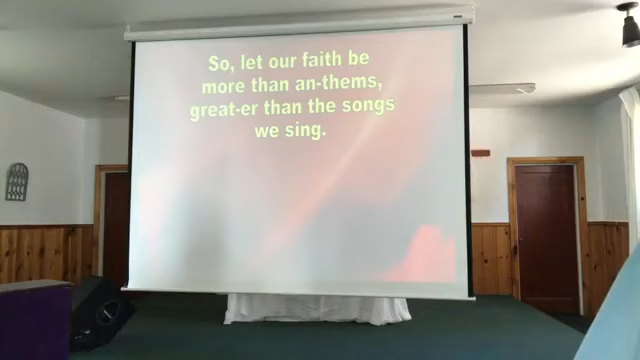 So, let our faith be
more than an-thems,
great-er than the songs
we sing.